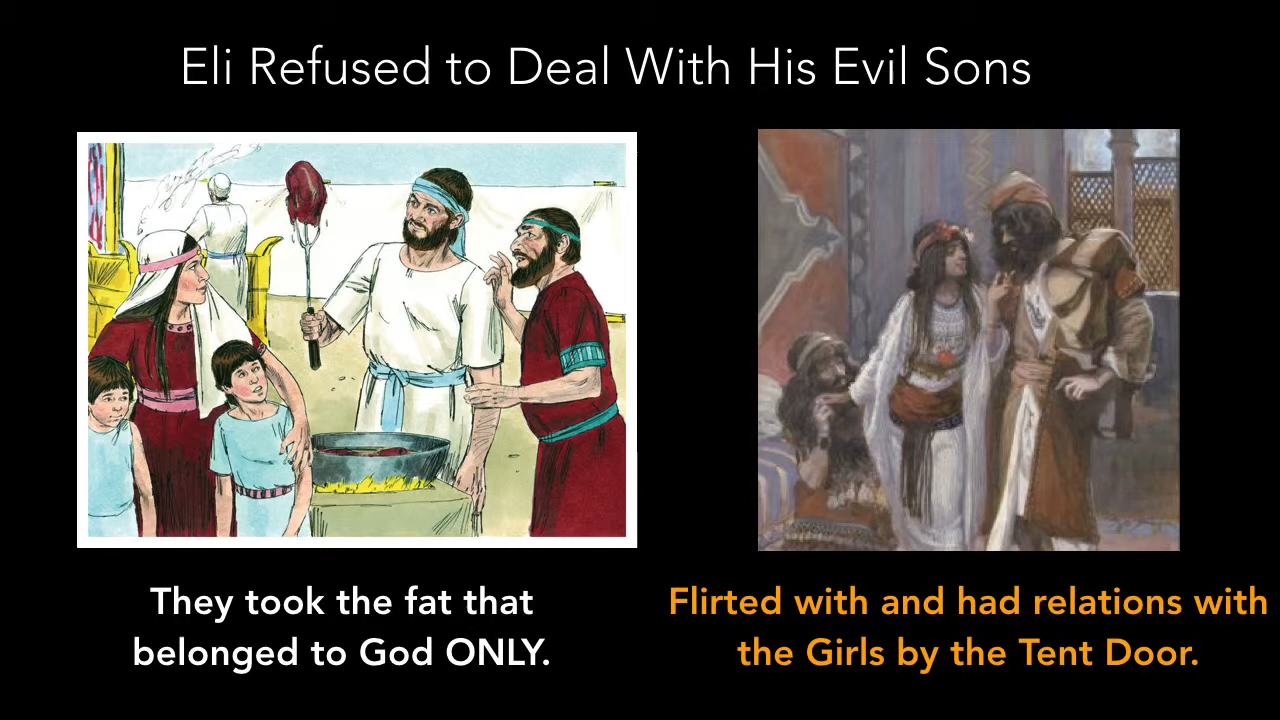 Eli Refused to Deal With His Evil Sons
They took the fat that
belonged to God ONLY.
Flirted with and had relations with
the Girls by the Tent Door.